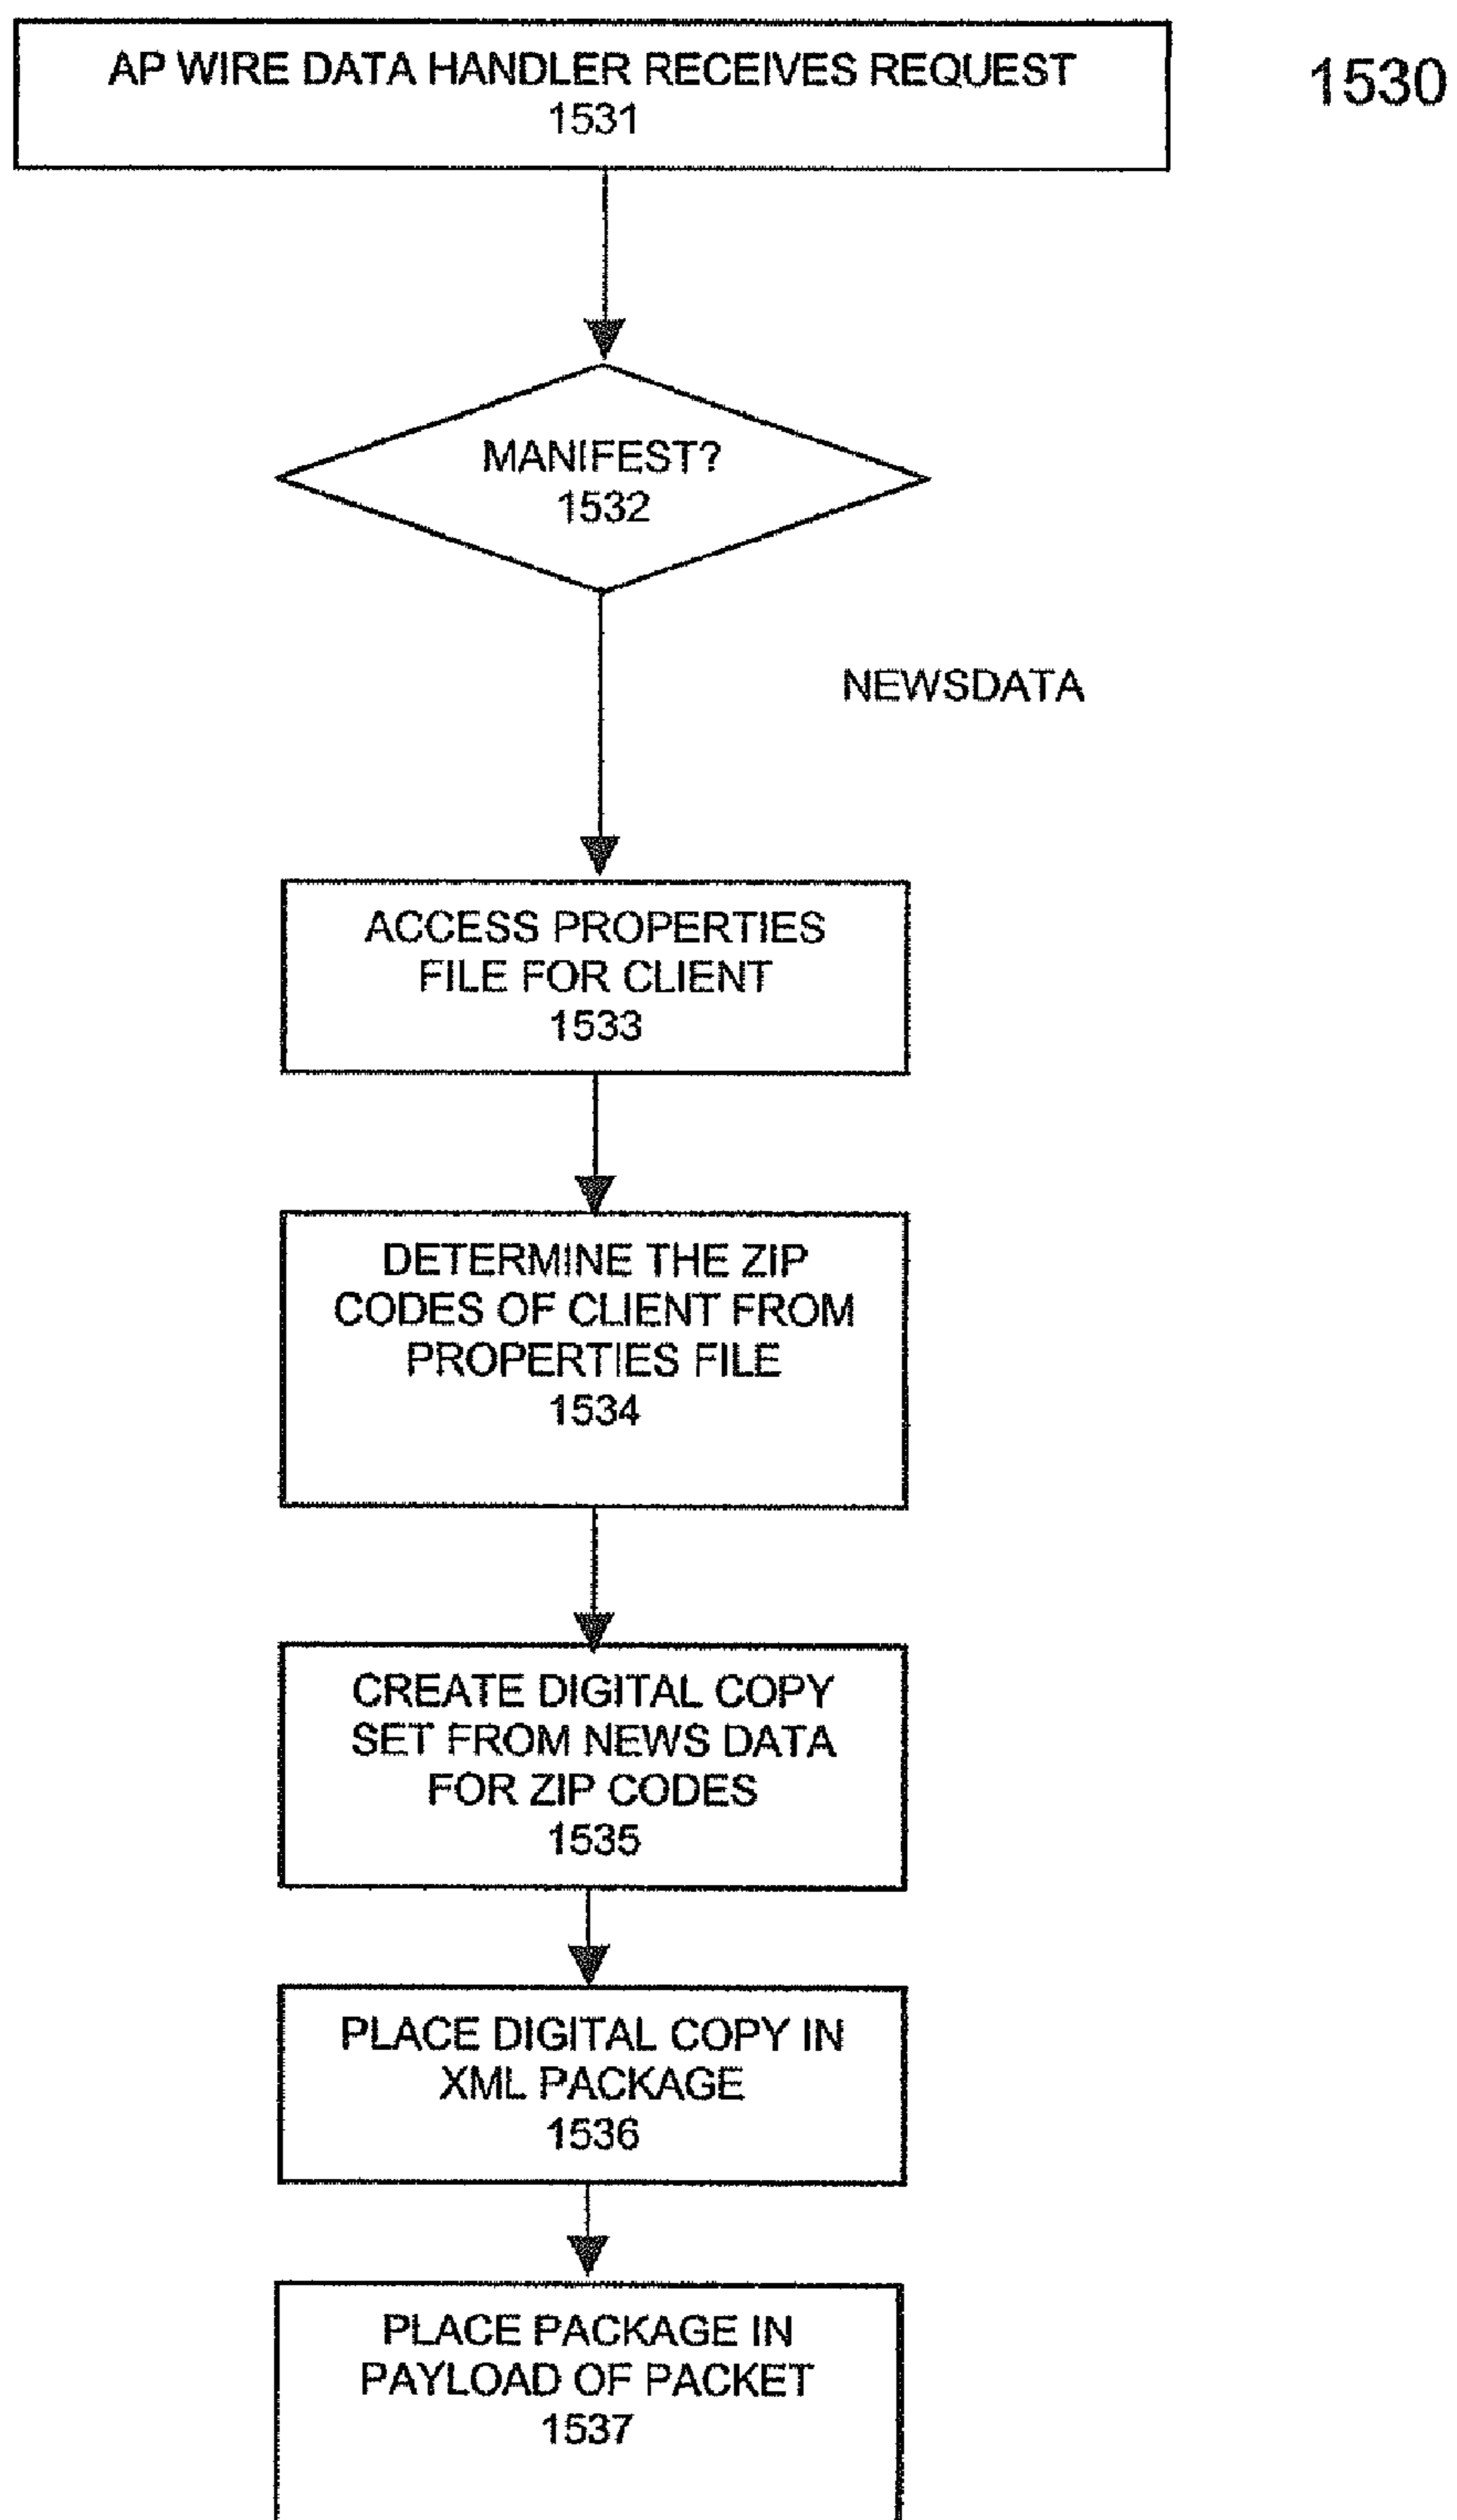 AP WIRE DATA HANDLER RECEIVES REQUEST
1531
1530
MANIFEST?
1532
NEWSDATA
ACCESS PROPERTIES
FILE FOR CLIENT
1533
DETERMINE THE ZIP
CODES OF CLIENT FROM
PROPERTIES FILE
1534
CREATE DIGITAL COPY
SET FROM NEWS DATA
FOR ZIP CODES
1535
PLACE DIGITAL COPY IN
XML PACKAGE
1536
PLACE PACKAGE IN
PAYLOAD OF PACKET
1537